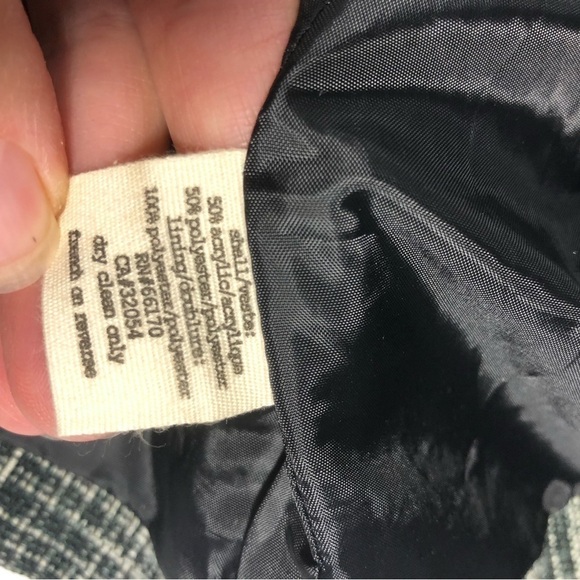 shell/veste:
50% acrylic/acrylique
50% polyester/polyester
lining/doublure:
100% polyester/polyester
RN#66170
CA#32054
dry clean only
french on reverse